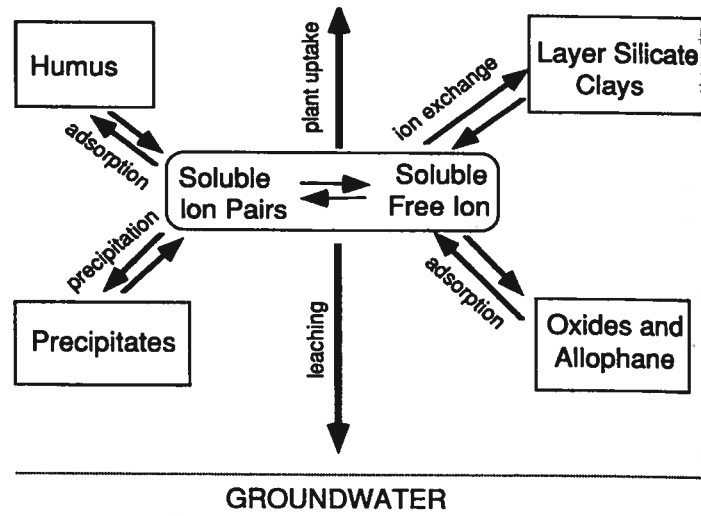 Humus
plant uptake
Layer Silicate
Clays
ion exchange
adsorption
Soluble
Ion Pairs
Soluble
Free Ion
precipitation
adsorption
Precipitates
leaching
Oxides and
Allophane
GROUNDWATER